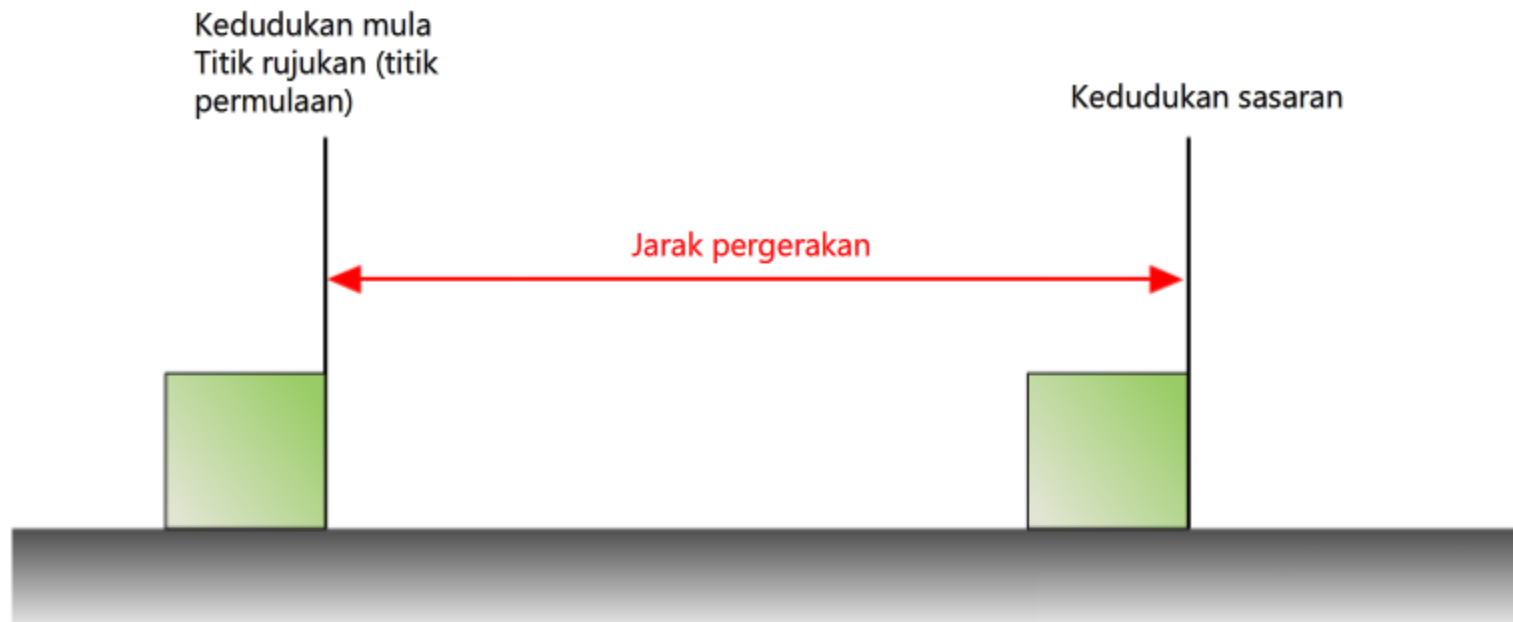 Kedudukan mula
Titik rujukan (titik
permulaan)
Kedudukan sasaran
Jarak pergerakan